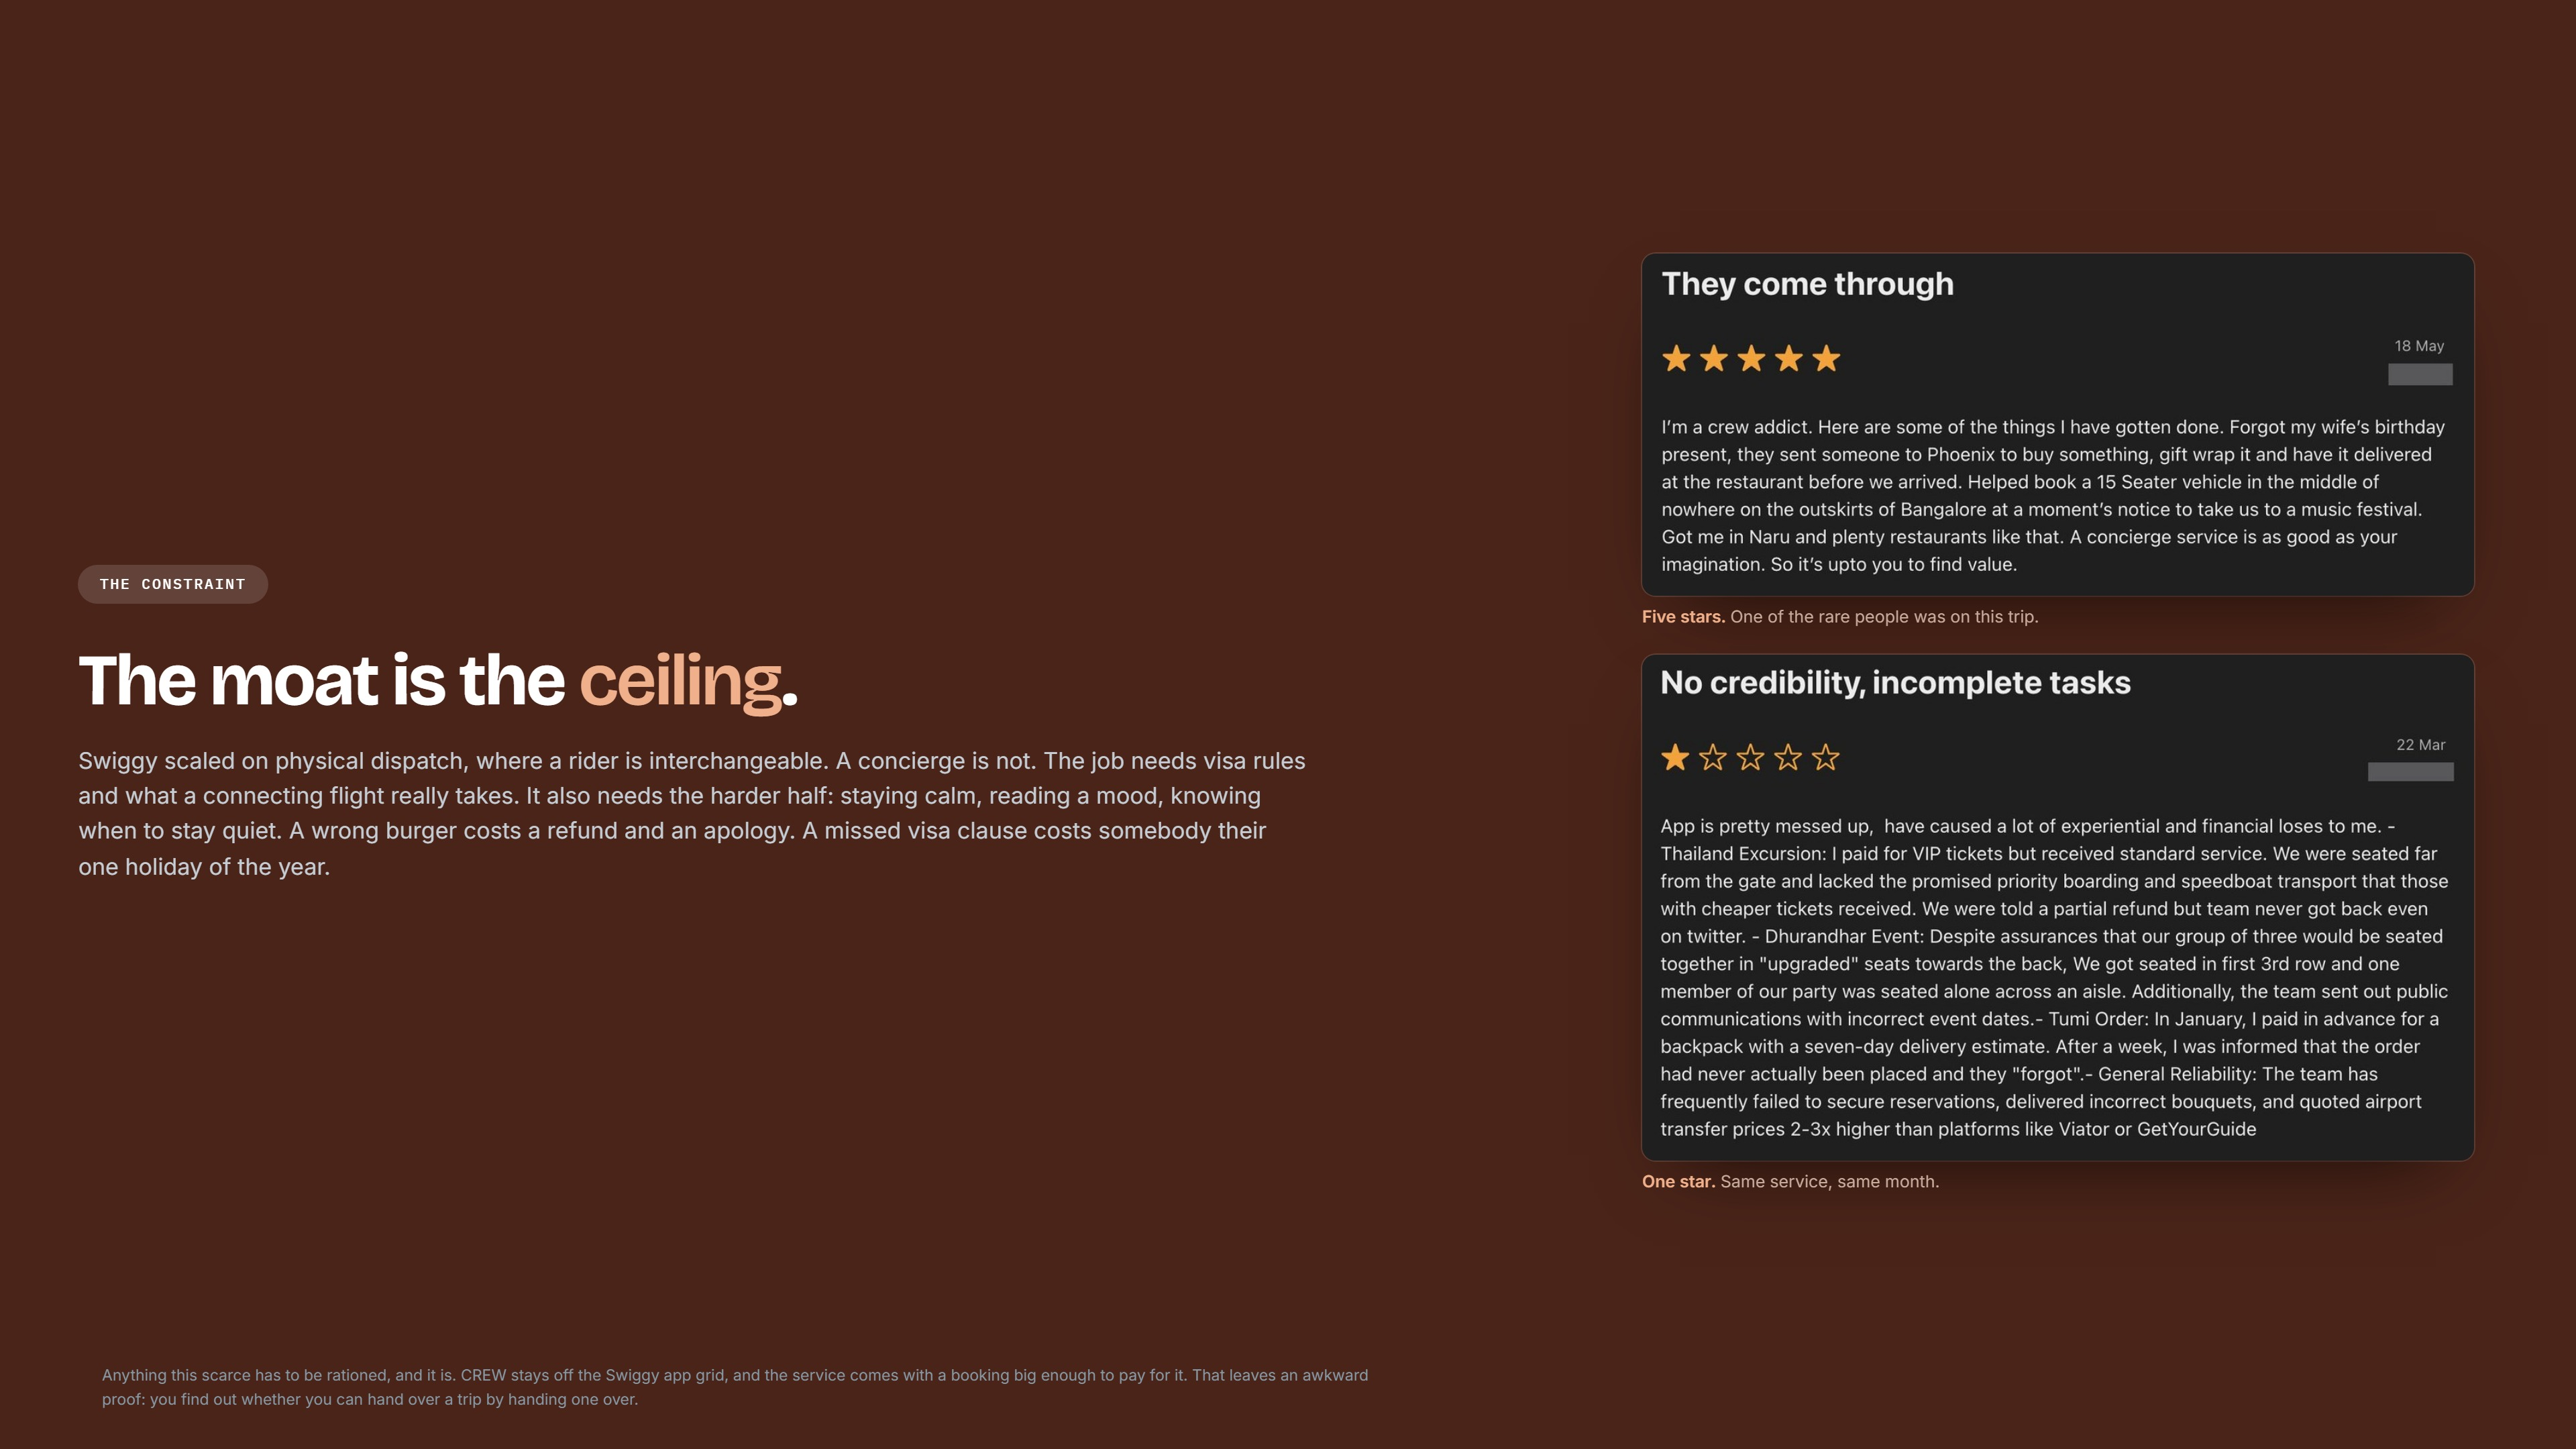 THE CONSTRAINT
The moat is the ceiling.
Swiggy scaled on physical dispatch, where a rider is interchangeable. A concierge is not. The job needs visa rules
and what a connecting flight really takes. It also needs the harder half: staying calm, reading a mood, knowing
when to stay quiet. A wrong burger costs a refund and an apology. A missed visa clause costs somebody their
one holiday of the year.
They come through
18 May
I’m a crew addict. Here are some of the things I have gotten done. Forgot my wife’s birthday
present, they sent someone to Phoenix to buy something, gift wrap it and have it delivered
at the restaurant before we arrived. Helped book a 15 Seater vehicle in the middle of
nowhere on the outskirts of Bangalore at a moment’s notice to take us to a music festival.
Got me in Naru and plenty restaurants like that. A concierge service is as good as your
imagination. So it’s upto you to find value.
Five stars. One of the rare people was on this trip.
No credibility, incomplete tasks
22 Mar
App is pretty messed up,  have caused a lot of experiential and financial loses to me. -
Thailand Excursion: I paid for VIP tickets but received standard service. We were seated far
from the gate and lacked the promised priority boarding and speedboat transport that those
with cheaper tickets received. We were told a partial refund but team never got back even
on twitter. - Dhurandhar Event: Despite assurances that our group of three would be seated
together in "upgraded" seats towards the back, We got seated in first 3rd row and one
member of our party was seated alone across an aisle. Additionally, the team sent out public
communications with incorrect event dates.- Tumi Order: In January, I paid in advance for a
backpack with a seven-day delivery estimate. After a week, I was informed that the order
had never actually been placed and they "forgot".- General Reliability: The team has
frequently failed to secure reservations, delivered incorrect bouquets, and quoted airport
transfer prices 2-3x higher than platforms like Viator or GetYourGuide
One star. Same service, same month.
Anything this scarce has to be rationed, and it is. CREW stays off the Swiggy app grid, and the service comes with a booking big enough to pay for it. That leaves an awkward
proof: you find out whether you can hand over a trip by handing one over.